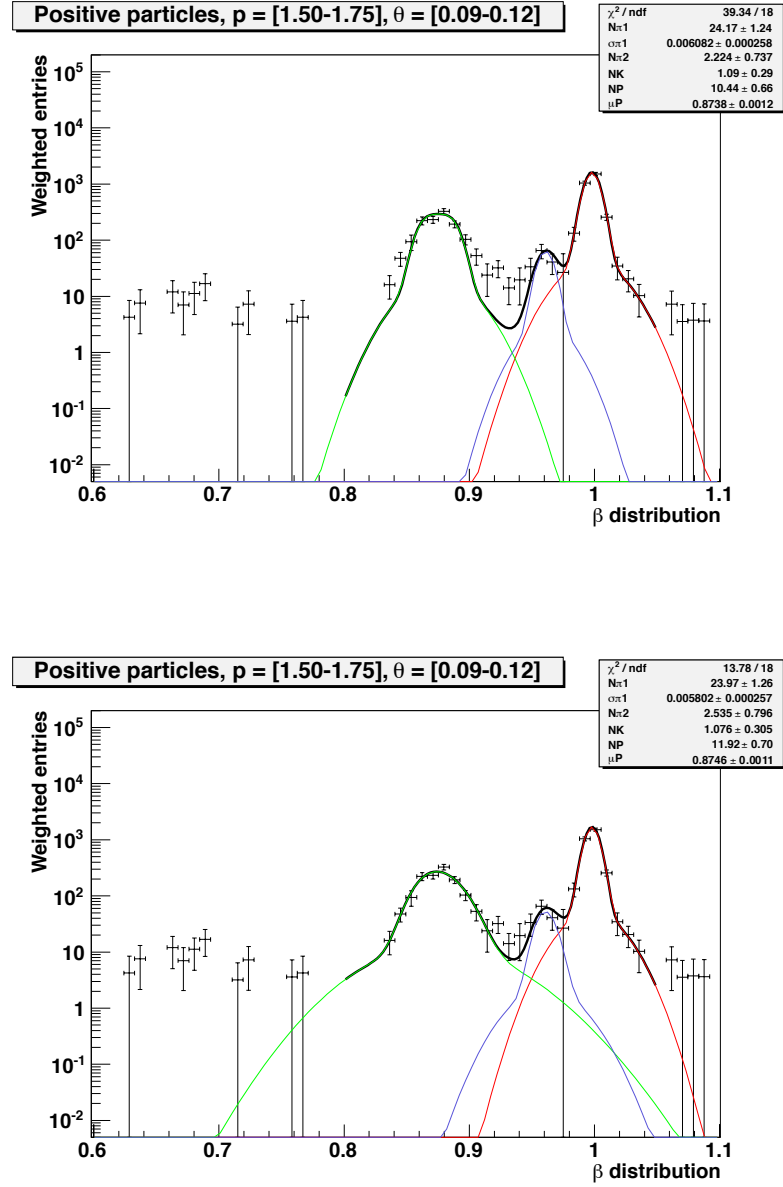 Positive particles, p = [1.50-1.75], θ = [0.09-0.12]
χ² / ndf 39.34 / 18
Nπ1 24.17 ± 1.24
σπ1 0.006082 ± 0.000258
Nπ2 2.224 ± 0.737
NK 1.09 ± 0.29
NP 10.44 ± 0.66
μP 0.8738 ± 0.0012
Weighted entries
10⁵
10⁴
10³
10²
10
1
10⁻¹
10⁻²
0.6 0.7 0.8 0.9 1 1.1
β distribution
Positive particles, p = [1.50-1.75], θ = [0.09-0.12]
χ² / ndf 13.78 / 18
Nπ1 23.97 ± 1.26
σπ1 0.005802 ± 0.000257
Nπ2 2.535 ± 0.796
NK 1.076 ± 0.305
NP 11.92 ± 0.70
μP 0.8746 ± 0.0011
Weighted entries
10⁵
10⁴
10³
10²
10
1
10⁻¹
10⁻²
0.6 0.7 0.8 0.9 1 1.1
β distribution